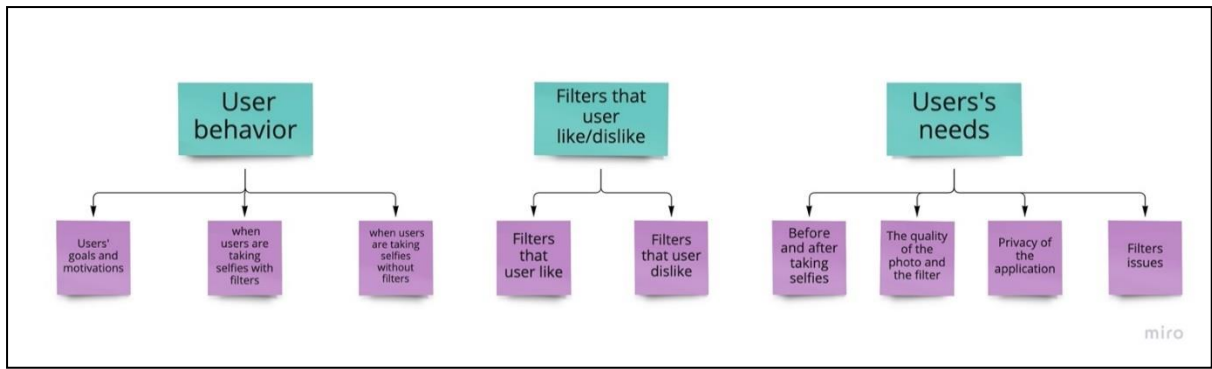 User
behavior
Filters that
user
like/dislike
Users's
needs
Users'
goals and
motivations
when
users are
taking
selfies with
filters
when users
are taking
selfies
without
filters
Filters
that
user like
Filters
that user
dislike
Before
and after
taking
selfies
The quality
of the
photo and
the filter
Privacy of
the
application
Filters
issues
miro